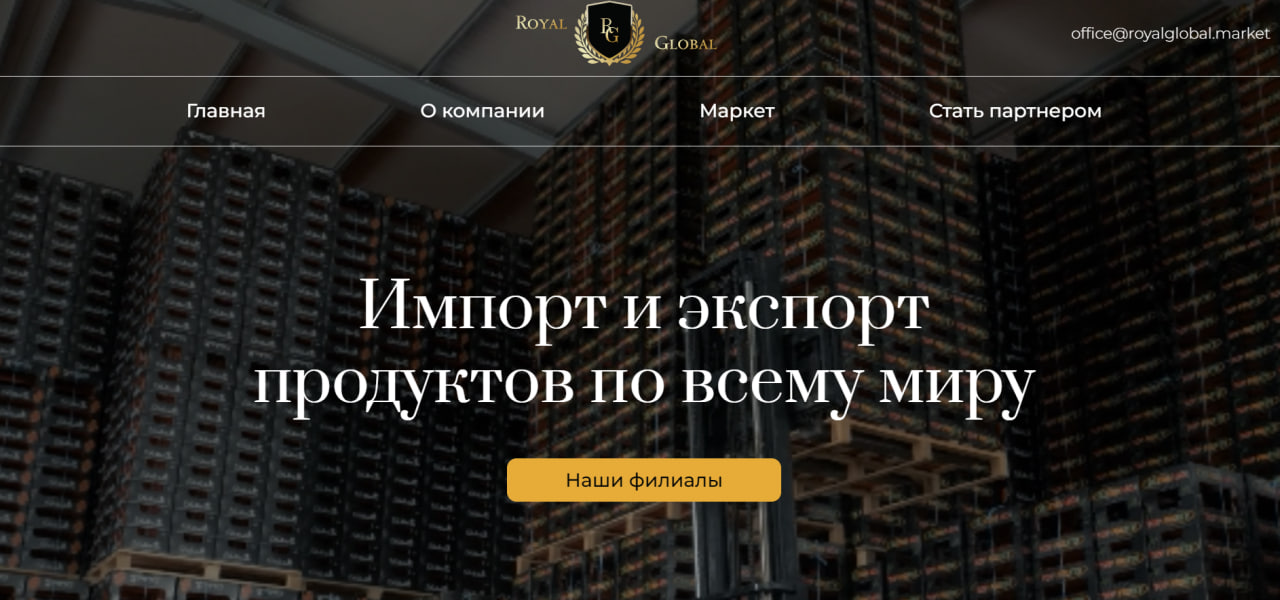 Royal
RG
Global
office@royalglobal.market
Главная
О компании
Маркет
Стать партнером
Импорт и экспорт
продуктов по всему миру
Наши филиалы